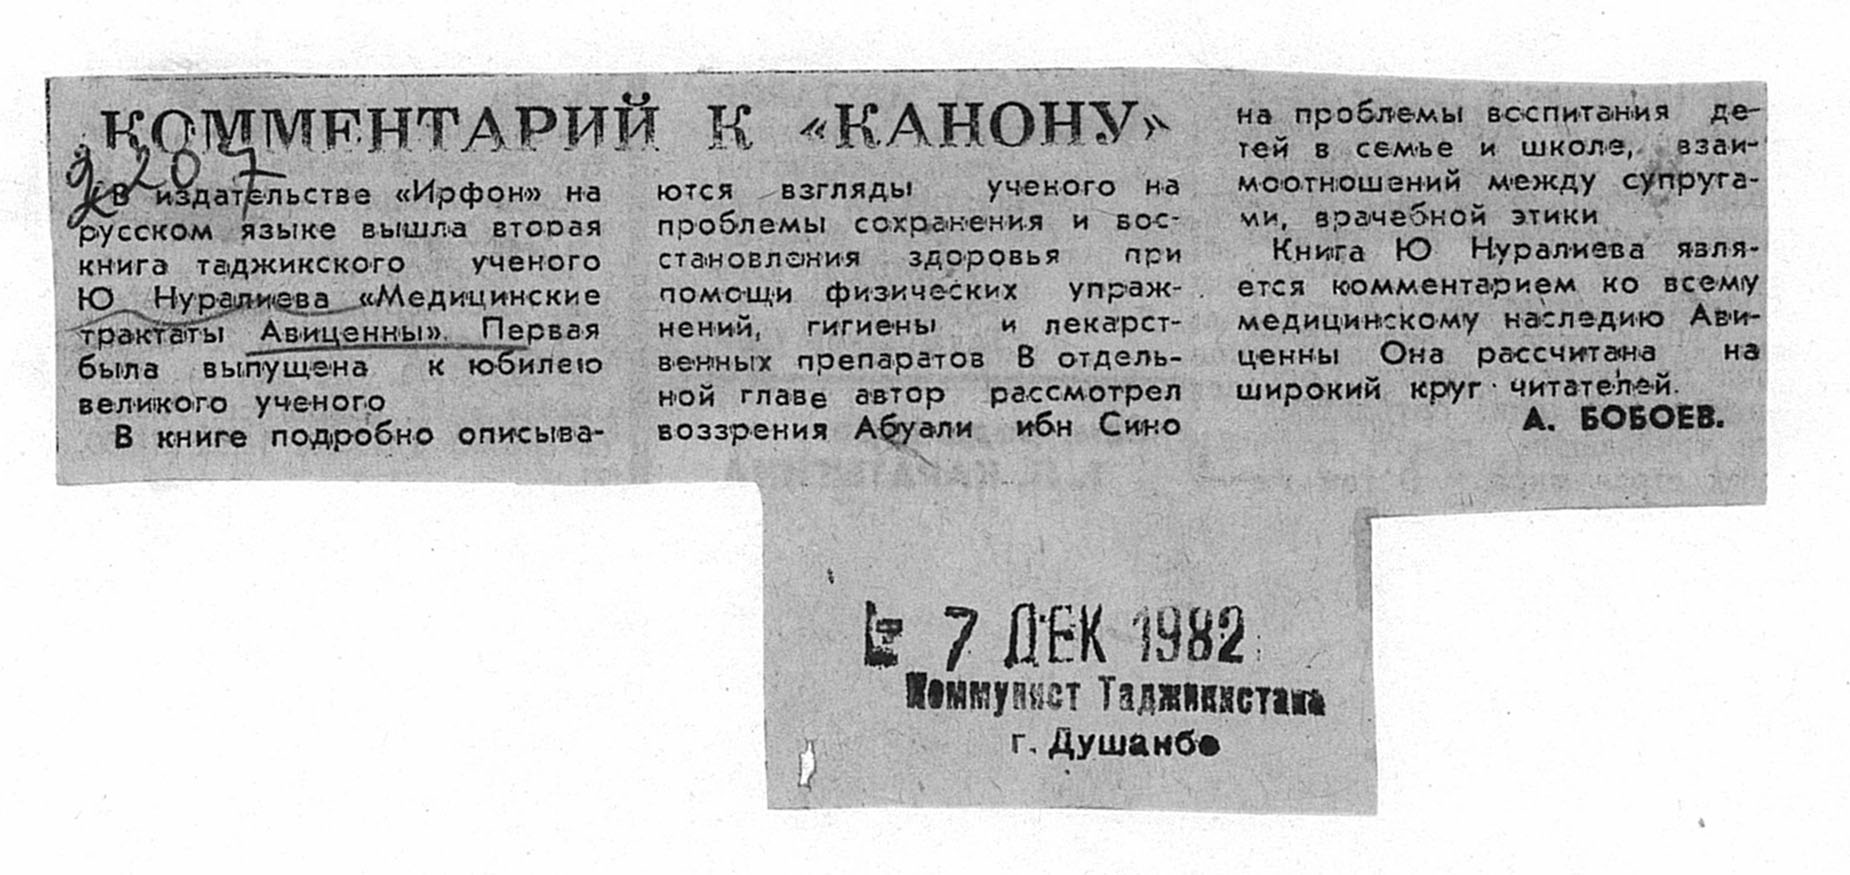 КОММЕНТАРИЙ К «КАНОНУ»
В издательстве «Ирфон» на
русском языке вышла вторая
книга таджикского ученого
Ю Нуралиева «Медицинские
трактаты Авиценны». Первая
была выпущена к юбилею
великого ученого
В книге подробно описыва-
ются взгляды ученого на
проблемы сохранения и вос-
становления здоровья при
помощи физических упраж-
нений, гигиены и лекарст-
венных препаратов В отдель-
ной главе автор рассмотрел
воззрения Абуали ибн Сино
на проблемы воспитания де-
тей в семье и школе, взаи-
моотношений между супруга-
ми, врачебной этики
Книга Ю Нуралиева явля-
ется комментарием ко всему
медицинскому наследию Ави-
ценны Она рассчитана на
широкий круг читателей.
А. БОБОЕВ.
7 ДЕК 1982
Коммунист Таджикистана
г. Душанбе